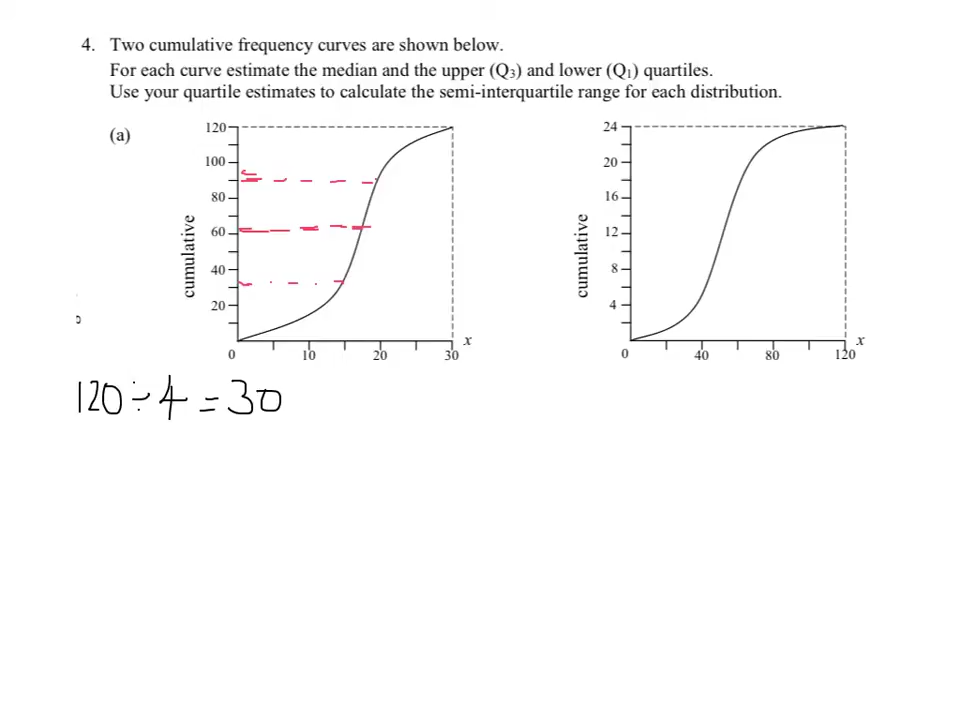 4. Two cumulative frequency curves are shown below.
For each curve estimate the median and the upper (Q₃) and lower (Q₁) quartiles.
Use your quartile estimates to calculate the semi-interquartile range for each distribution.
(a)
cumulative
120
100
80
60
40
20
0 10 20 30 x
cumulative
24
20
16
12
8
4
0 40 80 120 x
120 ÷ 4 = 30